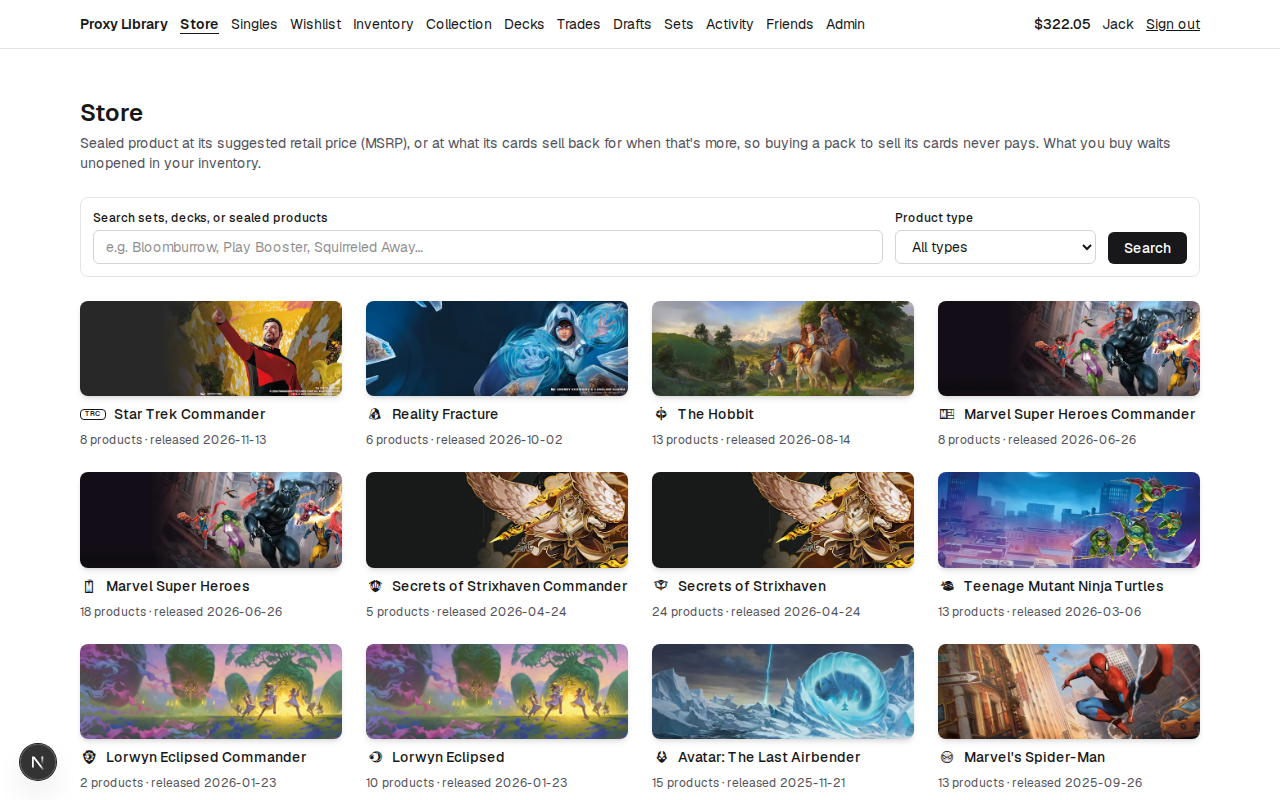 Proxy Library Store Singles Wishlist Inventory Collection Decks Trades Drafts Sets Activity Friends Admin $322.05 Jack Sign out
Store
Sealed product at its suggested retail price (MSRP), or at what its cards sell back for when that's more, so buying a pack to sell its cards never pays. What you buy waits
unopened in your inventory.
Search sets, decks, or sealed products
Product type
e.g. Bloomburrow, Play Booster, Squirreled Away...
All types
Search
TRC Star Trek Commander
8 products · released 2026-11-13
Reality Fracture
6 products · released 2026-10-02
The Hobbit
13 products · released 2026-08-14
Marvel Super Heroes Commander
8 products · released 2026-06-26
Marvel Super Heroes
18 products · released 2026-06-26
Secrets of Strixhaven Commander
5 products · released 2026-04-24
Secrets of Strixhaven
24 products · released 2026-04-24
Teenage Mutant Ninja Turtles
13 products · released 2026-03-06
Lorwyn Eclipsed Commander
2 products · released 2026-01-23
Lorwyn Eclipsed
10 products · released 2026-01-23
Avatar: The Last Airbender
15 products · released 2025-11-21
Marvel's Spider-Man
13 products · released 2025-09-26
N